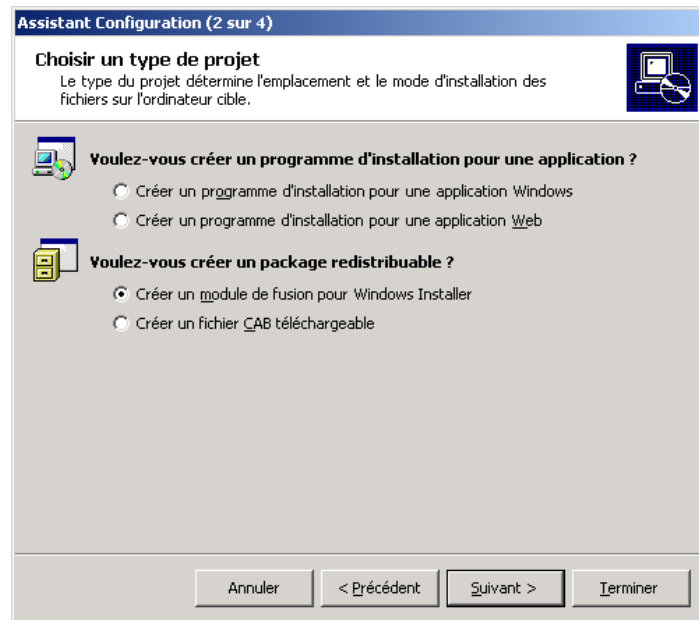 Assistant Configuration (2 sur 4)
Choisir un type de projet
Le type du projet détermine l'emplacement et le mode d'installation des
fichiers sur l'ordinateur cible.
Voulez-vous créer un programme d'installation pour une application ?
Créer un programme d'installation pour une application Windows
Créer un programme d'installation pour une application Web
Voulez-vous créer un package redistribuable ?
Créer un module de fusion pour Windows Installer
Créer un fichier CAB téléchargeable
Annuler < Précédent Suivant > Terminer